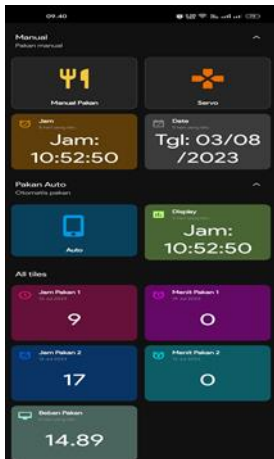 09.40
Manual
Pakan manual
Manual Pakan
Servo
Jam
Jam:
10:52:50
Date
Tgl: 03/08
/2023
Pakan Auto
Otomatis pakan
Auto
Display
Jam:
10:52:50
All tiles
Jam Pakan 1
9
Menit Pakan 1
0
Jam Pakan 2
17
Menit Pakan 2
0
Beban Pakan
14.89